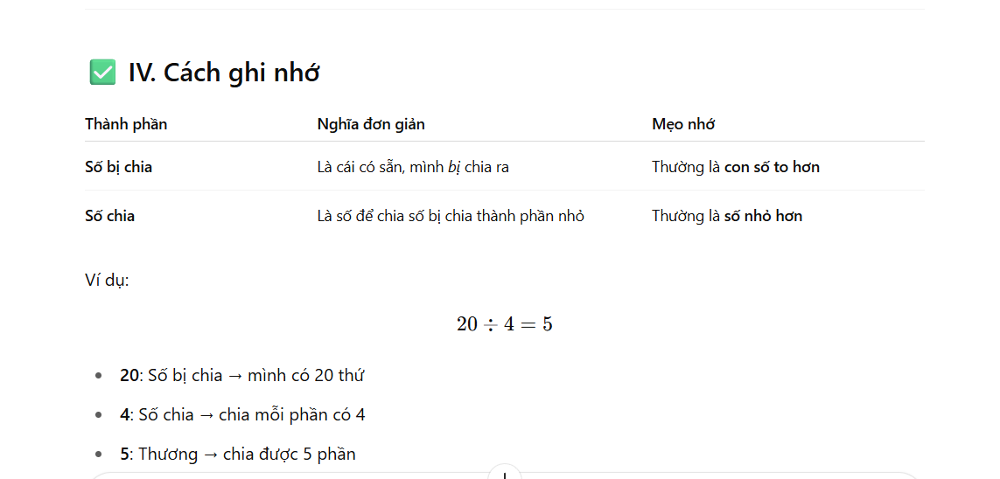 ✅ IV. Cách ghi nhớ
Thành phần Nghĩa đơn giản Mẹo nhớ
Số bị chia Là cái có sẵn, mình bị chia ra Thường là con số to hơn
Số chia Là số để chia số bị chia thành phần nhỏ Thường là số nhỏ hơn
Ví dụ:
20 ÷ 4 = 5
• 20: Số bị chia → mình có 20 thứ
• 4: Số chia → chia mỗi phần có 4
• 5: Thương → chia được 5 phần